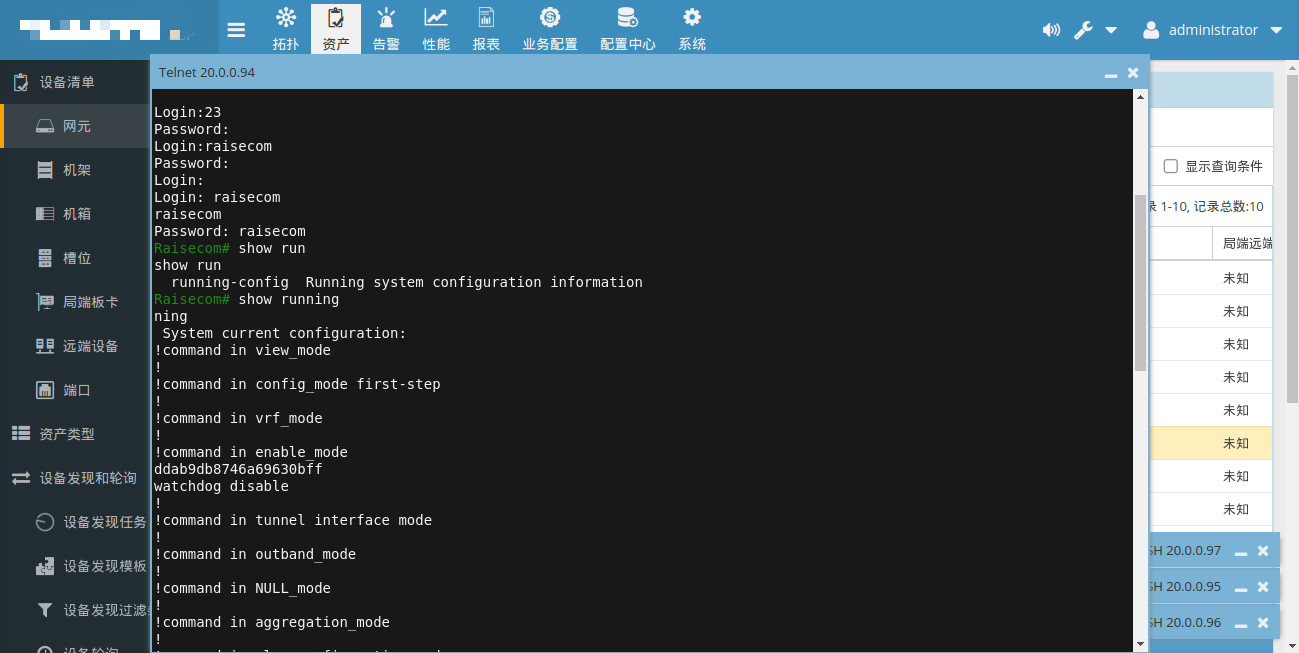 拓扑
资产
告警
性能
报表
业务配置
配置中心
系统
administrator
设备清单
网元
机架
机箱
槽位
局端板卡
远端设备
端口
资产类型
设备发现和轮询
设备发现任务
设备发现模板
设备发现过滤
设备轮询
Telnet 20.0.0.94
Login:23
Password:
Login:raisecom
Password:
Login:
Login: raisecom
raisecom
Password: raisecom
Raisecom# show run
show run
running-config  Running system configuration information
Raisecom# show running
ning
System current configuration:
!command in view_mode
!
!command in config_mode first-step
!
!command in vrf_mode
!
!command in enable_mode
ddab9db8746a69630bff
watchdog disable
!
!command in tunnel interface mode
!
!command in outband_mode
!
!command in NULL_mode
!
!command in aggregation_mode
!
显示查询条件
录 1-10, 记录总数:10
局端远端
未知
未知
未知
未知
未知
未知
未知
未知
SH 20.0.0.97
SH 20.0.0.95
SH 20.0.0.96